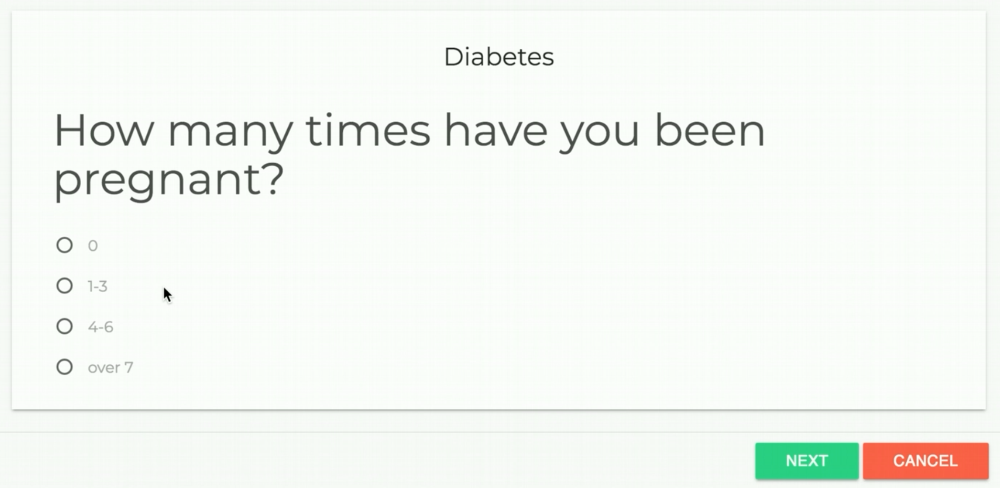 Diabetes
How many times have you been
pregnant?
0
1-3
4-6
over 7
NEXT CANCEL